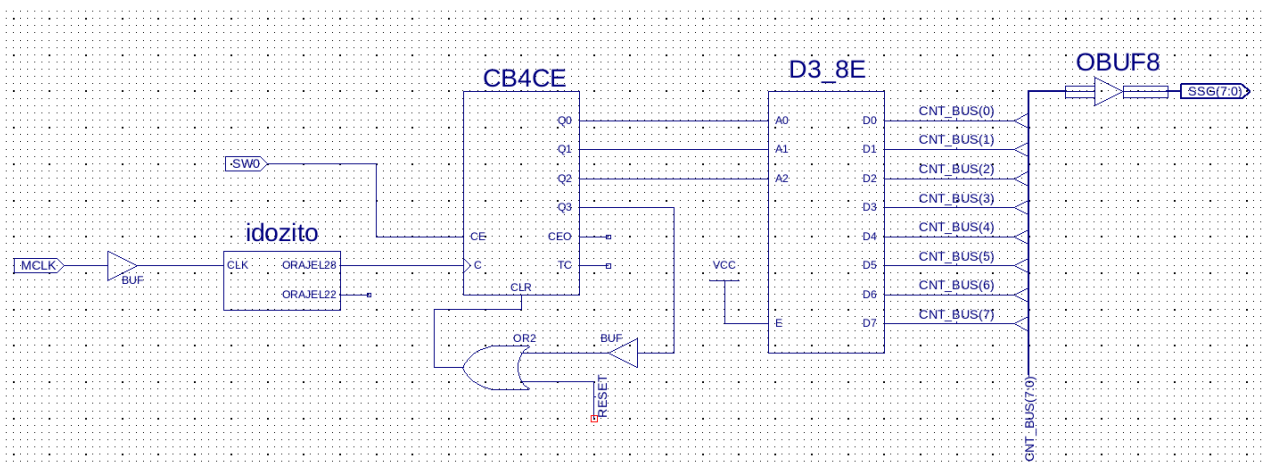 CB4CE
D3_8E
OBUF8
SSG(7:0)
Q0
Q1
Q2
Q3
CE
CEO
C
TC
CLR
A0
A1
A2
E
D0
D1
D2
D3
D4
D5
D6
D7
CNT_BUS(0)
CNT_BUS(1)
CNT_BUS(2)
CNT_BUS(3)
CNT_BUS(4)
CNT_BUS(5)
CNT_BUS(6)
CNT_BUS(7)
SW0
idozito
MCLK
BUF
CLK
ORAJEL28
ORAJEL22
VCC
OR2
BUF
RESET
CNT_BUS(7:0)